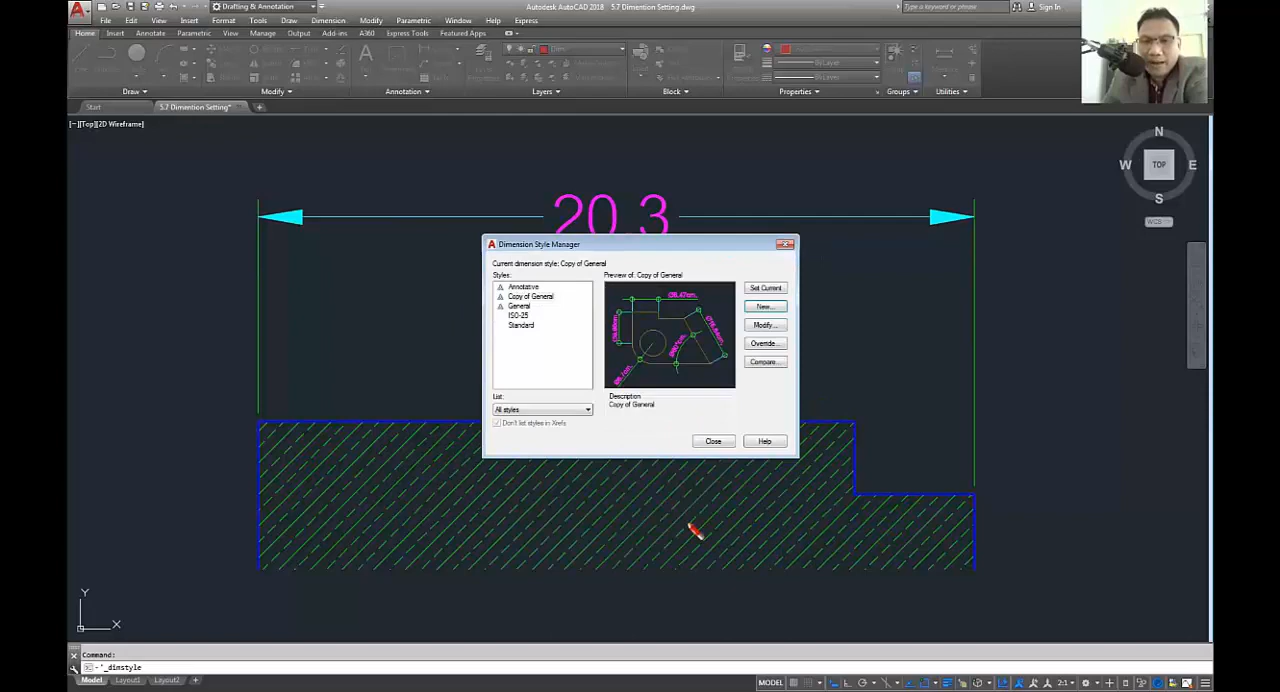 Drafting & Annotation
Autodesk AutoCAD 2018 5.7 Dimention Setting.dwg
Type a keyword or phrase
Sign In
File Edit View Insert Format Tools Draw Dimension Modify Parametric Window Help Express
Home Insert Annotate Parametric View Manage Output Add-ins A360 Express Tools Featured Apps
ByLayer
ByLayer
Draw Modify Annotation Layers Block Properties Groups Utilities
Start 5.7 Dimention Setting*
[−][Top][2D Wireframe]
N
W TOP E
S
WCS
20.3
Dimension Style Manager
Current dimension style: Copy of General
Styles:
Preview of: Copy of General
Annotative
Copy of General
General
ISO-25
Standard
Set Current
New...
Modify...
Override...
Compare...
List:
All styles
Don't list styles in Xrefs
Description
Copy of General
Close Help
Y
X
Command:
'_dimstyle
Model Layout1 Layout2
MODEL
2:1